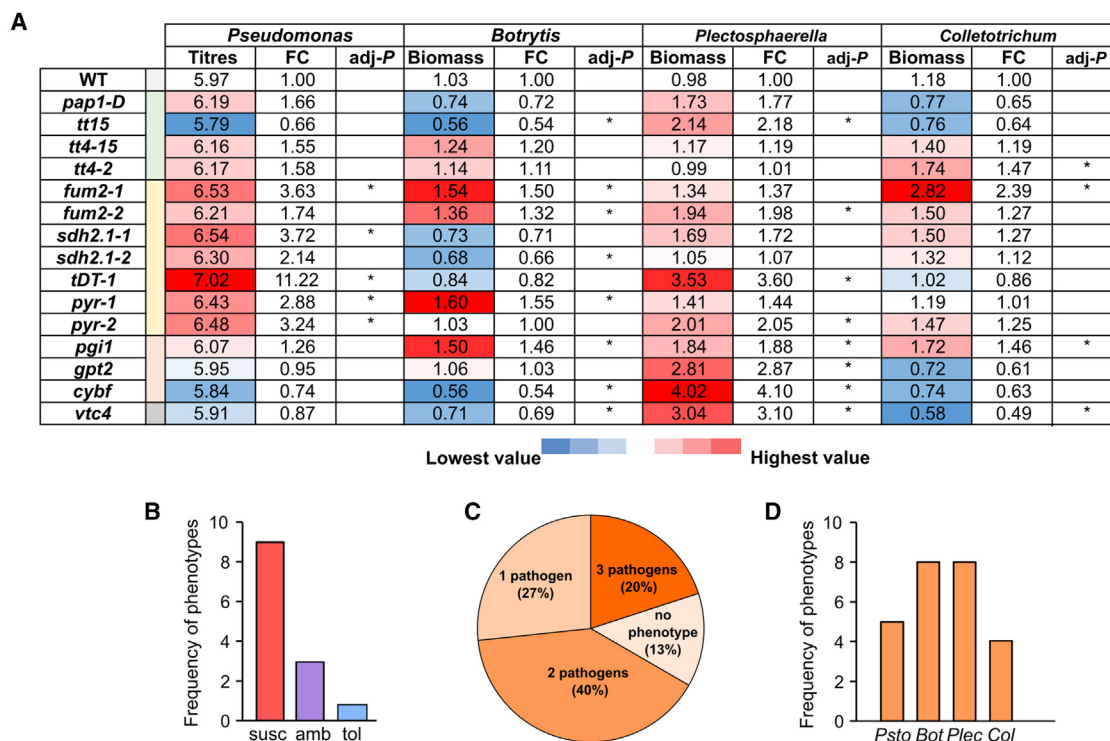 A
Pseudomonas Botrytis Plectosphaerella Colletotrichum
Titres FC adj-P Biomass FC adj-P Biomass FC adj-P Biomass FC adj-P
WT 5.97 1.00 1.03 1.00 0.98 1.00 1.18 1.00
pap1-D 6.19 1.66 0.74 0.72 1.73 1.77 0.77 0.65
tt15 5.79 0.66 0.56 0.54 * 2.14 2.18 * 0.76 0.64
tt4-15 6.16 1.55 1.24 1.20 1.17 1.19 1.40 1.19
tt4-2 6.17 1.58 1.14 1.11 0.99 1.01 1.74 1.47 *
fum2-1 6.53 3.63 * 1.54 1.50 * 1.34 1.37 2.82 2.39 *
fum2-2 6.21 1.74 1.36 1.32 * 1.94 1.98 * 1.50 1.27
sdh2.1-1 6.54 3.72 * 0.73 0.71 1.69 1.72 1.50 1.27
sdh2.1-2 6.30 2.14 0.68 0.66 * 1.05 1.07 1.32 1.12
tDT-1 7.02 11.22 * 0.84 0.82 3.53 3.60 * 1.02 0.86
pyr-1 6.43 2.88 * 1.60 1.55 * 1.41 1.44 1.19 1.01
pyr-2 6.48 3.24 * 1.03 1.00 2.01 2.05 * 1.47 1.25
pgi1 6.07 1.26 1.50 1.46 * 1.84 1.88 * 1.72 1.46 *
gpt2 5.95 0.95 1.06 1.03 2.81 2.87 * 0.72 0.61
cybf 5.84 0.74 0.56 0.54 * 4.02 4.10 * 0.74 0.63
vtc4 5.91 0.87 0.71 0.69 * 3.04 3.10 * 0.58 0.49 *
Lowest value Highest value
B
Frequency of phenotypes
10
8
6
4
2
0
susc amb tol
C
1 pathogen
(27%)
3 pathogens
(20%)
no
phenotype
(13%)
2 pathogens
(40%)
D
Frequency of phenotypes
10
8
6
4
2
0
Psto Bot Plec Col